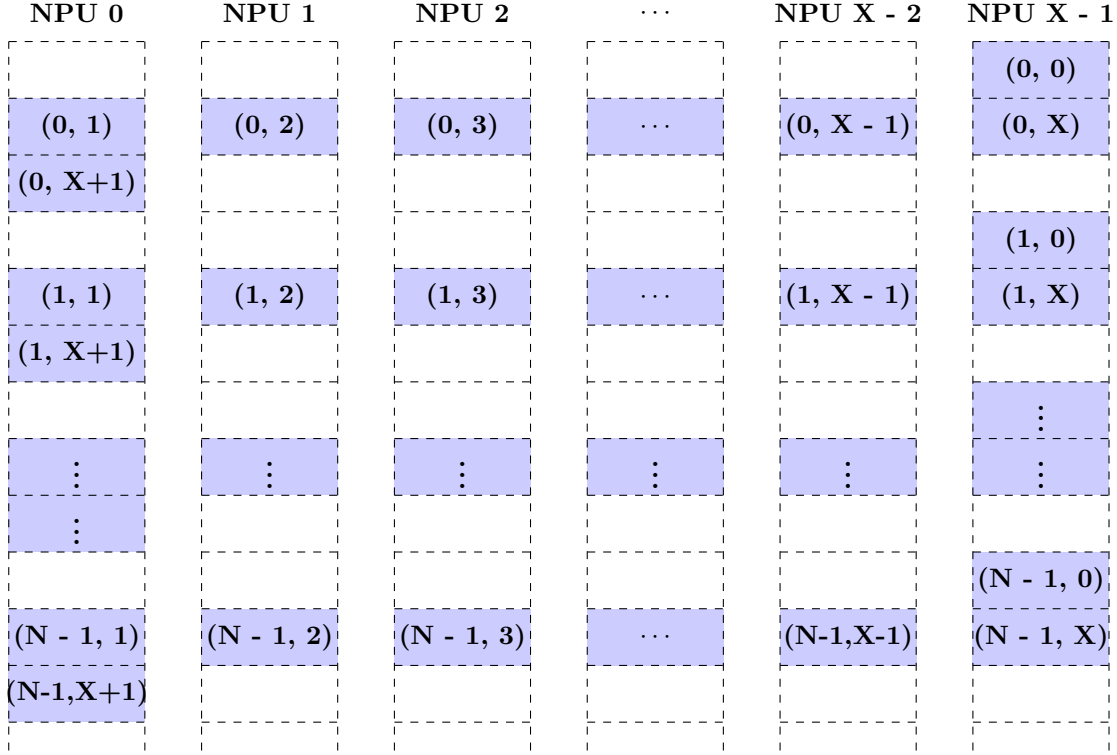 NPU 0 NPU 1 NPU 2 ··· NPU X - 2 NPU X - 1
(0, 0)
(0, 1) (0, 2) (0, 3) ··· (0, X - 1) (0, X)
(0, X+1)
(1, 0)
(1, 1) (1, 2) (1, 3) ··· (1, X - 1) (1, X)
(1, X+1)
⋮
⋮ ⋮ ⋮ ⋮ ⋮ ⋮
⋮
(N - 1, 0)
(N - 1, 1) (N - 1, 2) (N - 1, 3) ··· (N-1,X-1) (N - 1, X)
(N-1,X+1)